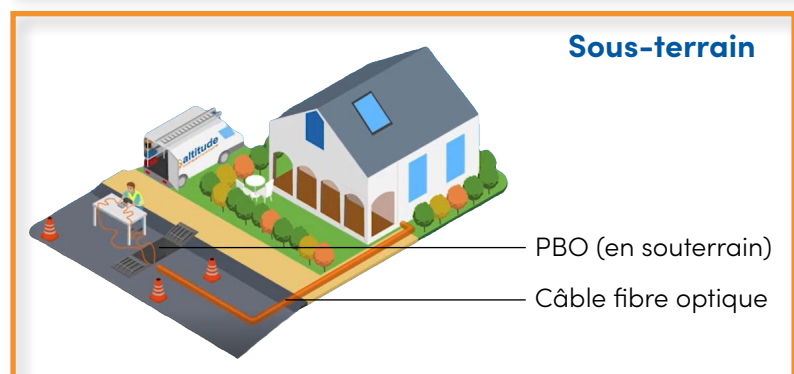 Sous-terrain
altitude
PBO (en souterrain)
Câble fibre optique